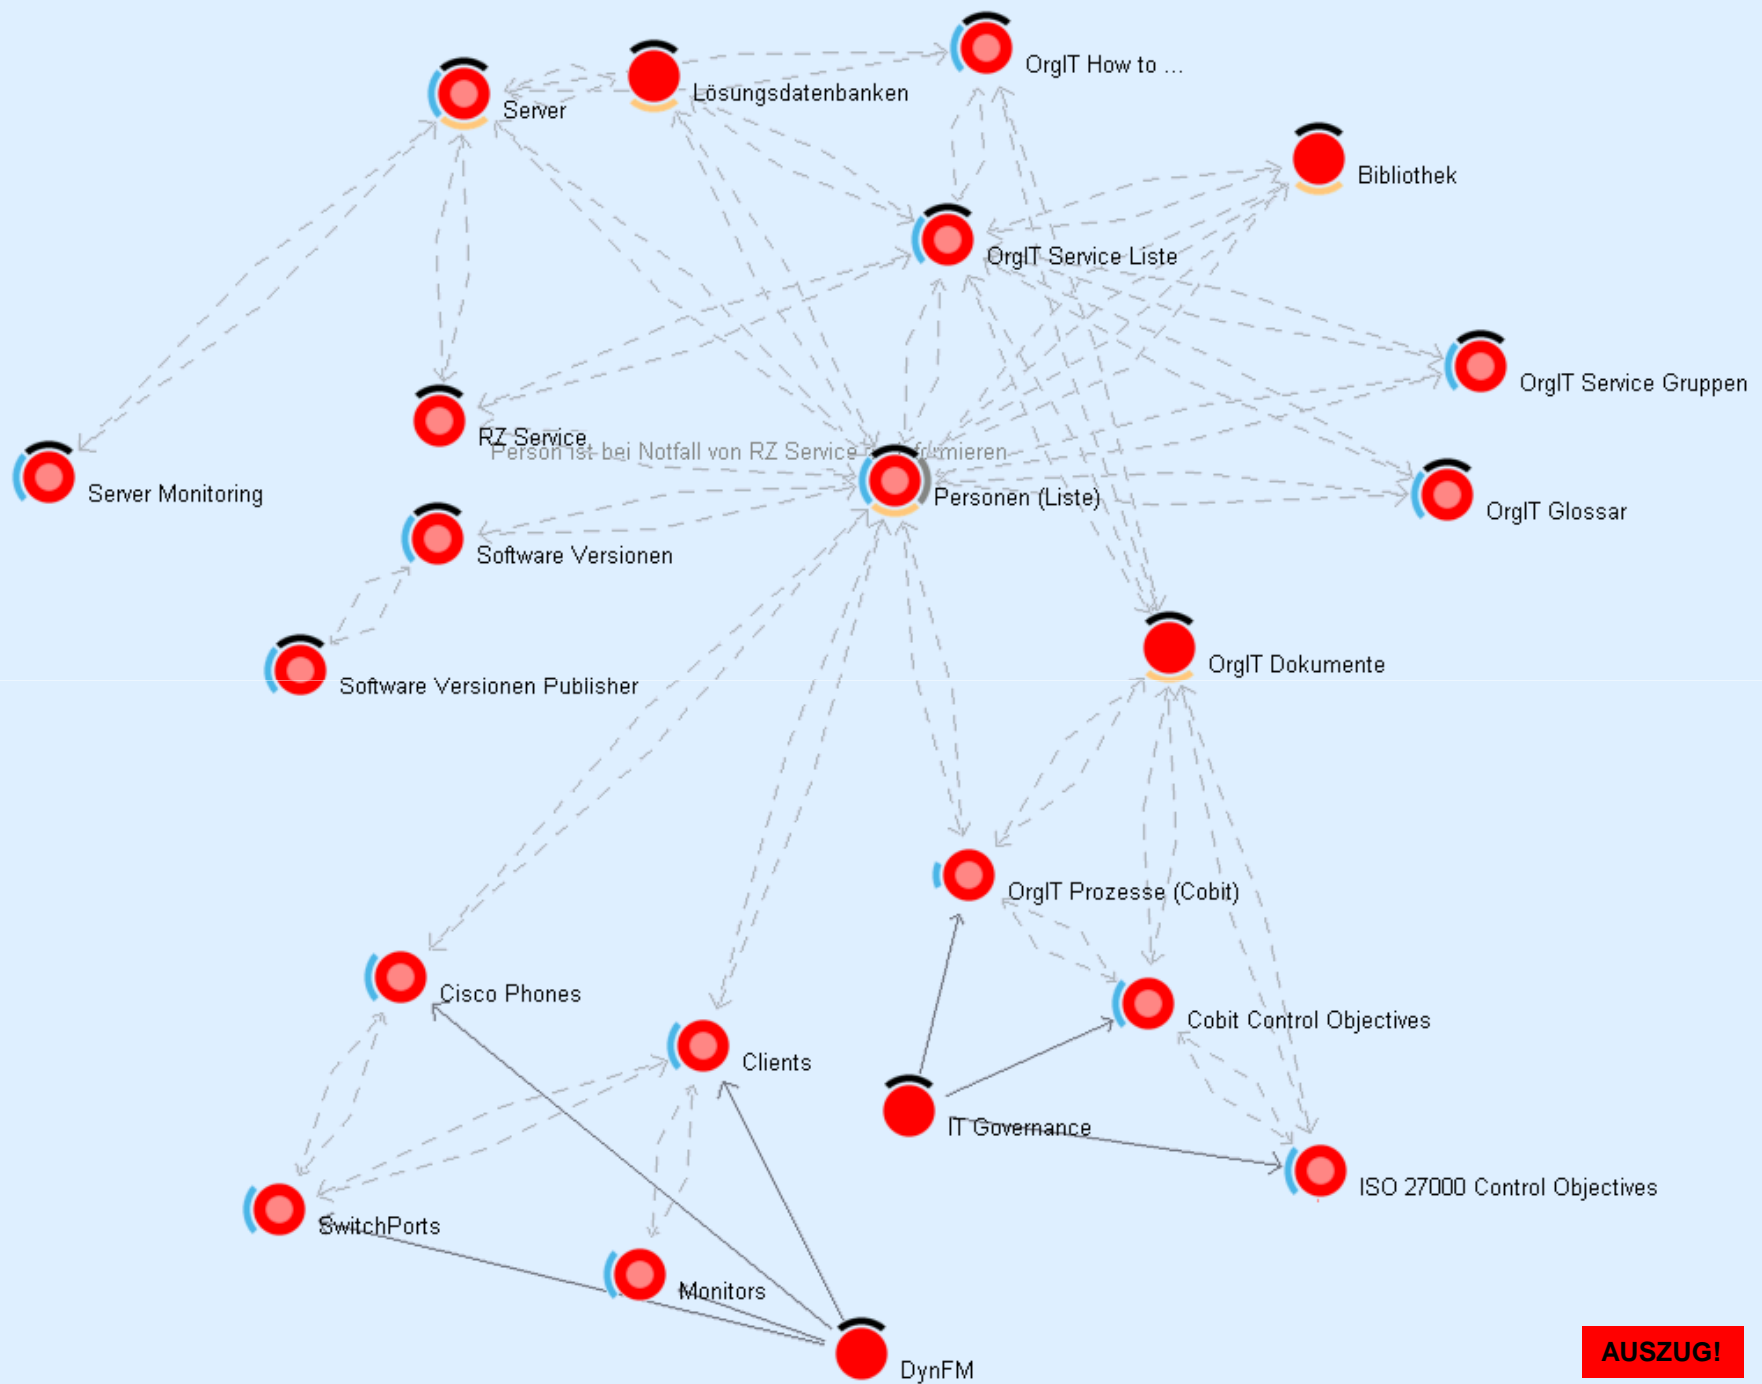 OrgIT How to ...
Lösungsdatenbanken
Server
Bibliothek
OrgIT Service Liste
OrgIT Service Gruppen
RZ Service
Person ist bei Notfall von RZ Service
Server Monitoring
Personen (Liste)
OrgIT Glossar
Software Versionen
OrgIT Dokumente
Software Versionen Publisher
OrgIT Prozesse (Cobit)
Cisco Phones
Cobit Control Objectives
Clients
IT Governance
ISO 27000 Control Objectives
SwitchPorts
Monitors
DynFM
AUSZUG!